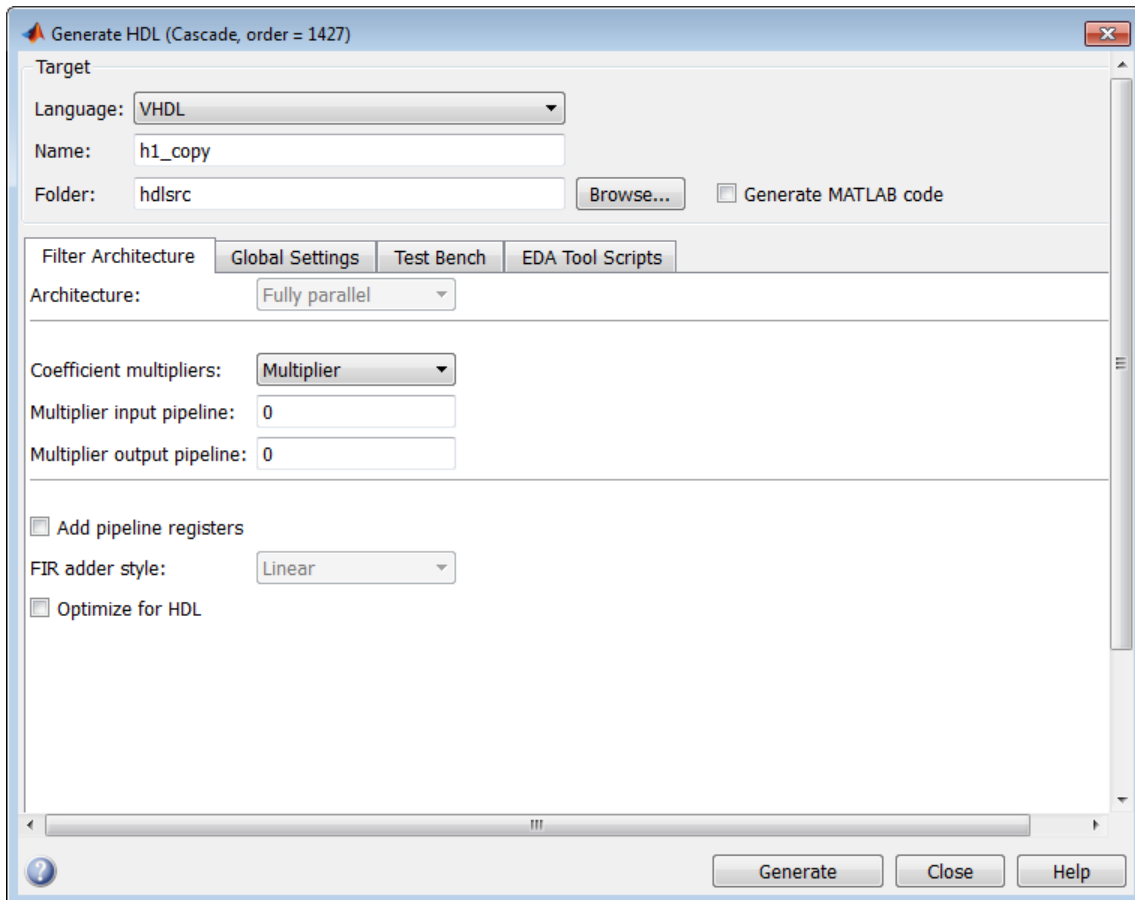 Generate HDL (Cascade, order = 1427)
Target
Language: VHDL
Name: h1_copy
Folder: hdlsrc Browse... Generate MATLAB code
Filter Architecture Global Settings Test Bench EDA Tool Scripts
Architecture: Fully parallel
Coefficient multipliers: Multiplier
Multiplier input pipeline: 0
Multiplier output pipeline: 0
Add pipeline registers
FIR adder style: Linear
Optimize for HDL
? Generate Close Help